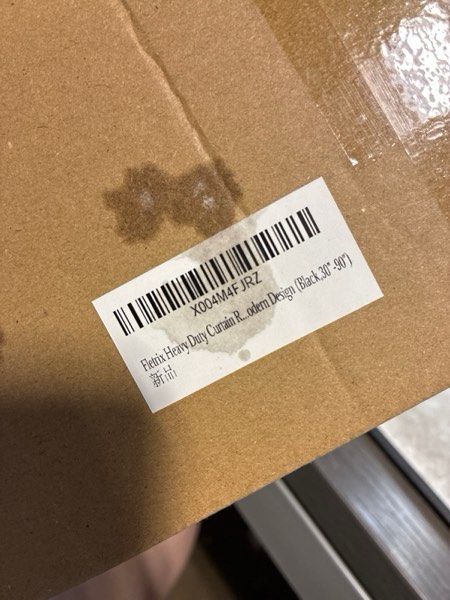 X004M4FJRZ
Fletrix Heavy Duty Curtain R...odern Design (Black,30"-90")
新品